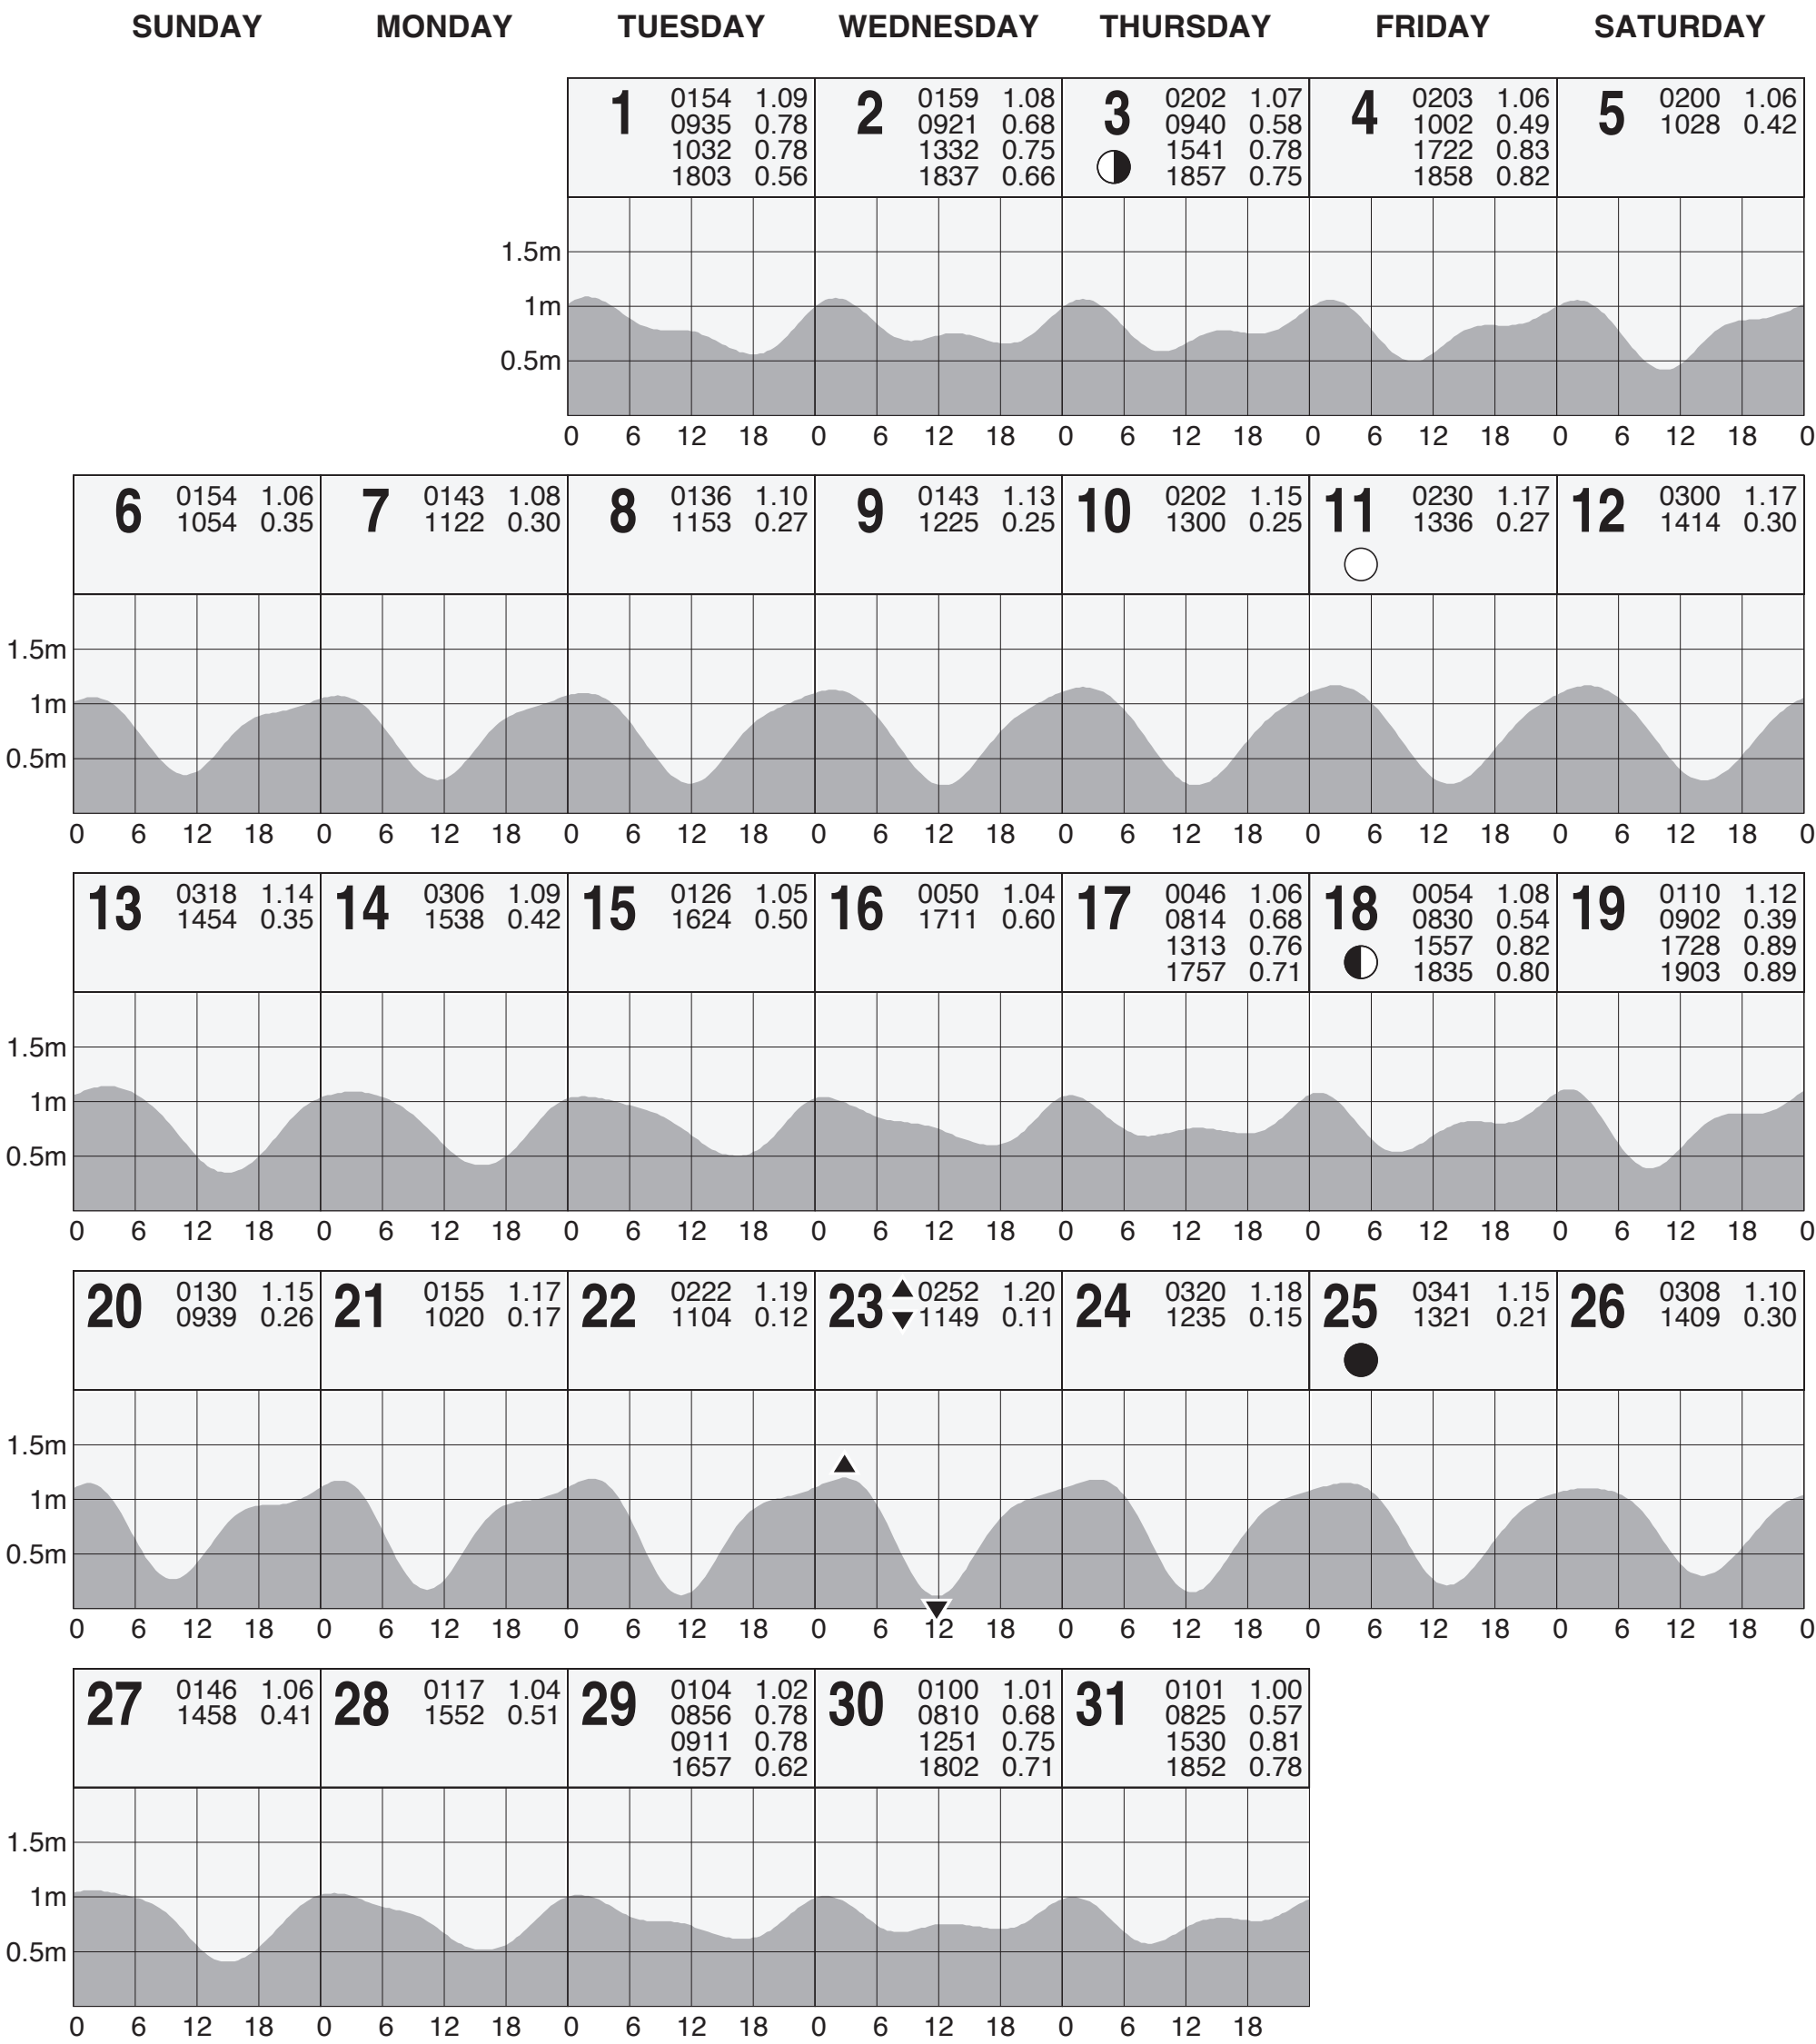 SUNDAY MONDAY TUESDAY WEDNESDAY THURSDAY FRIDAY SATURDAY
1 0154 1.09
0935 0.78
1032 0.78
1803 0.56
2 0159 1.08
0921 0.68
1332 0.75
1837 0.66
3 0202 1.07
0940 0.58
1541 0.78
1857 0.75
4 0203 1.06
1002 0.49
1722 0.83
1858 0.82
5 0200 1.06
1028 0.42
1.5m
1m
0.5m
0 6 12 18 0 6 12 18 0 6 12 18 0 6 12 18 0 6 12 18 0
6 0154 1.06
1054 0.35
7 0143 1.08
1122 0.30
8 0136 1.10
1153 0.27
9 0143 1.13
1225 0.25
10 0202 1.15
1300 0.25
11 0230 1.17
1336 0.27
12 0300 1.17
1414 0.30
1.5m
1m
0.5m
0 6 12 18 0 6 12 18 0 6 12 18 0 6 12 18 0 6 12 18 0 6 12 18 0 6 12 18 0
13 0318 1.14
1454 0.35
14 0306 1.09
1538 0.42
15 0126 1.05
1624 0.50
16 0050 1.04
1711 0.60
17 0046 1.06
0814 0.68
1313 0.76
1757 0.71
18 0054 1.08
0830 0.54
1557 0.82
1835 0.80
19 0110 1.12
0902 0.39
1728 0.89
1903 0.89
1.5m
1m
0.5m
0 6 12 18 0 6 12 18 0 6 12 18 0 6 12 18 0 6 12 18 0 6 12 18 0 6 12 18 0
20 0130 1.15
0939 0.26
21 0155 1.17
1020 0.17
22 0222 1.19
1104 0.12
23 0252 1.20
1149 0.11
24 0320 1.18
1235 0.15
25 0341 1.15
1321 0.21
26 0308 1.10
1409 0.30
1.5m
1m
0.5m
0 6 12 18 0 6 12 18 0 6 12 18 0 6 12 18 0 6 12 18 0 6 12 18 0 6 12 18 0
27 0146 1.06
1458 0.41
28 0117 1.04
1552 0.51
29 0104 1.02
0856 0.78
0911 0.78
1657 0.62
30 0100 1.01
0810 0.68
1251 0.75
1802 0.71
31 0101 1.00
0825 0.57
1530 0.81
1852 0.78
1.5m
1m
0.5m
0 6 12 18 0 6 12 18 0 6 12 18 0 6 12 18 0 6 12 18